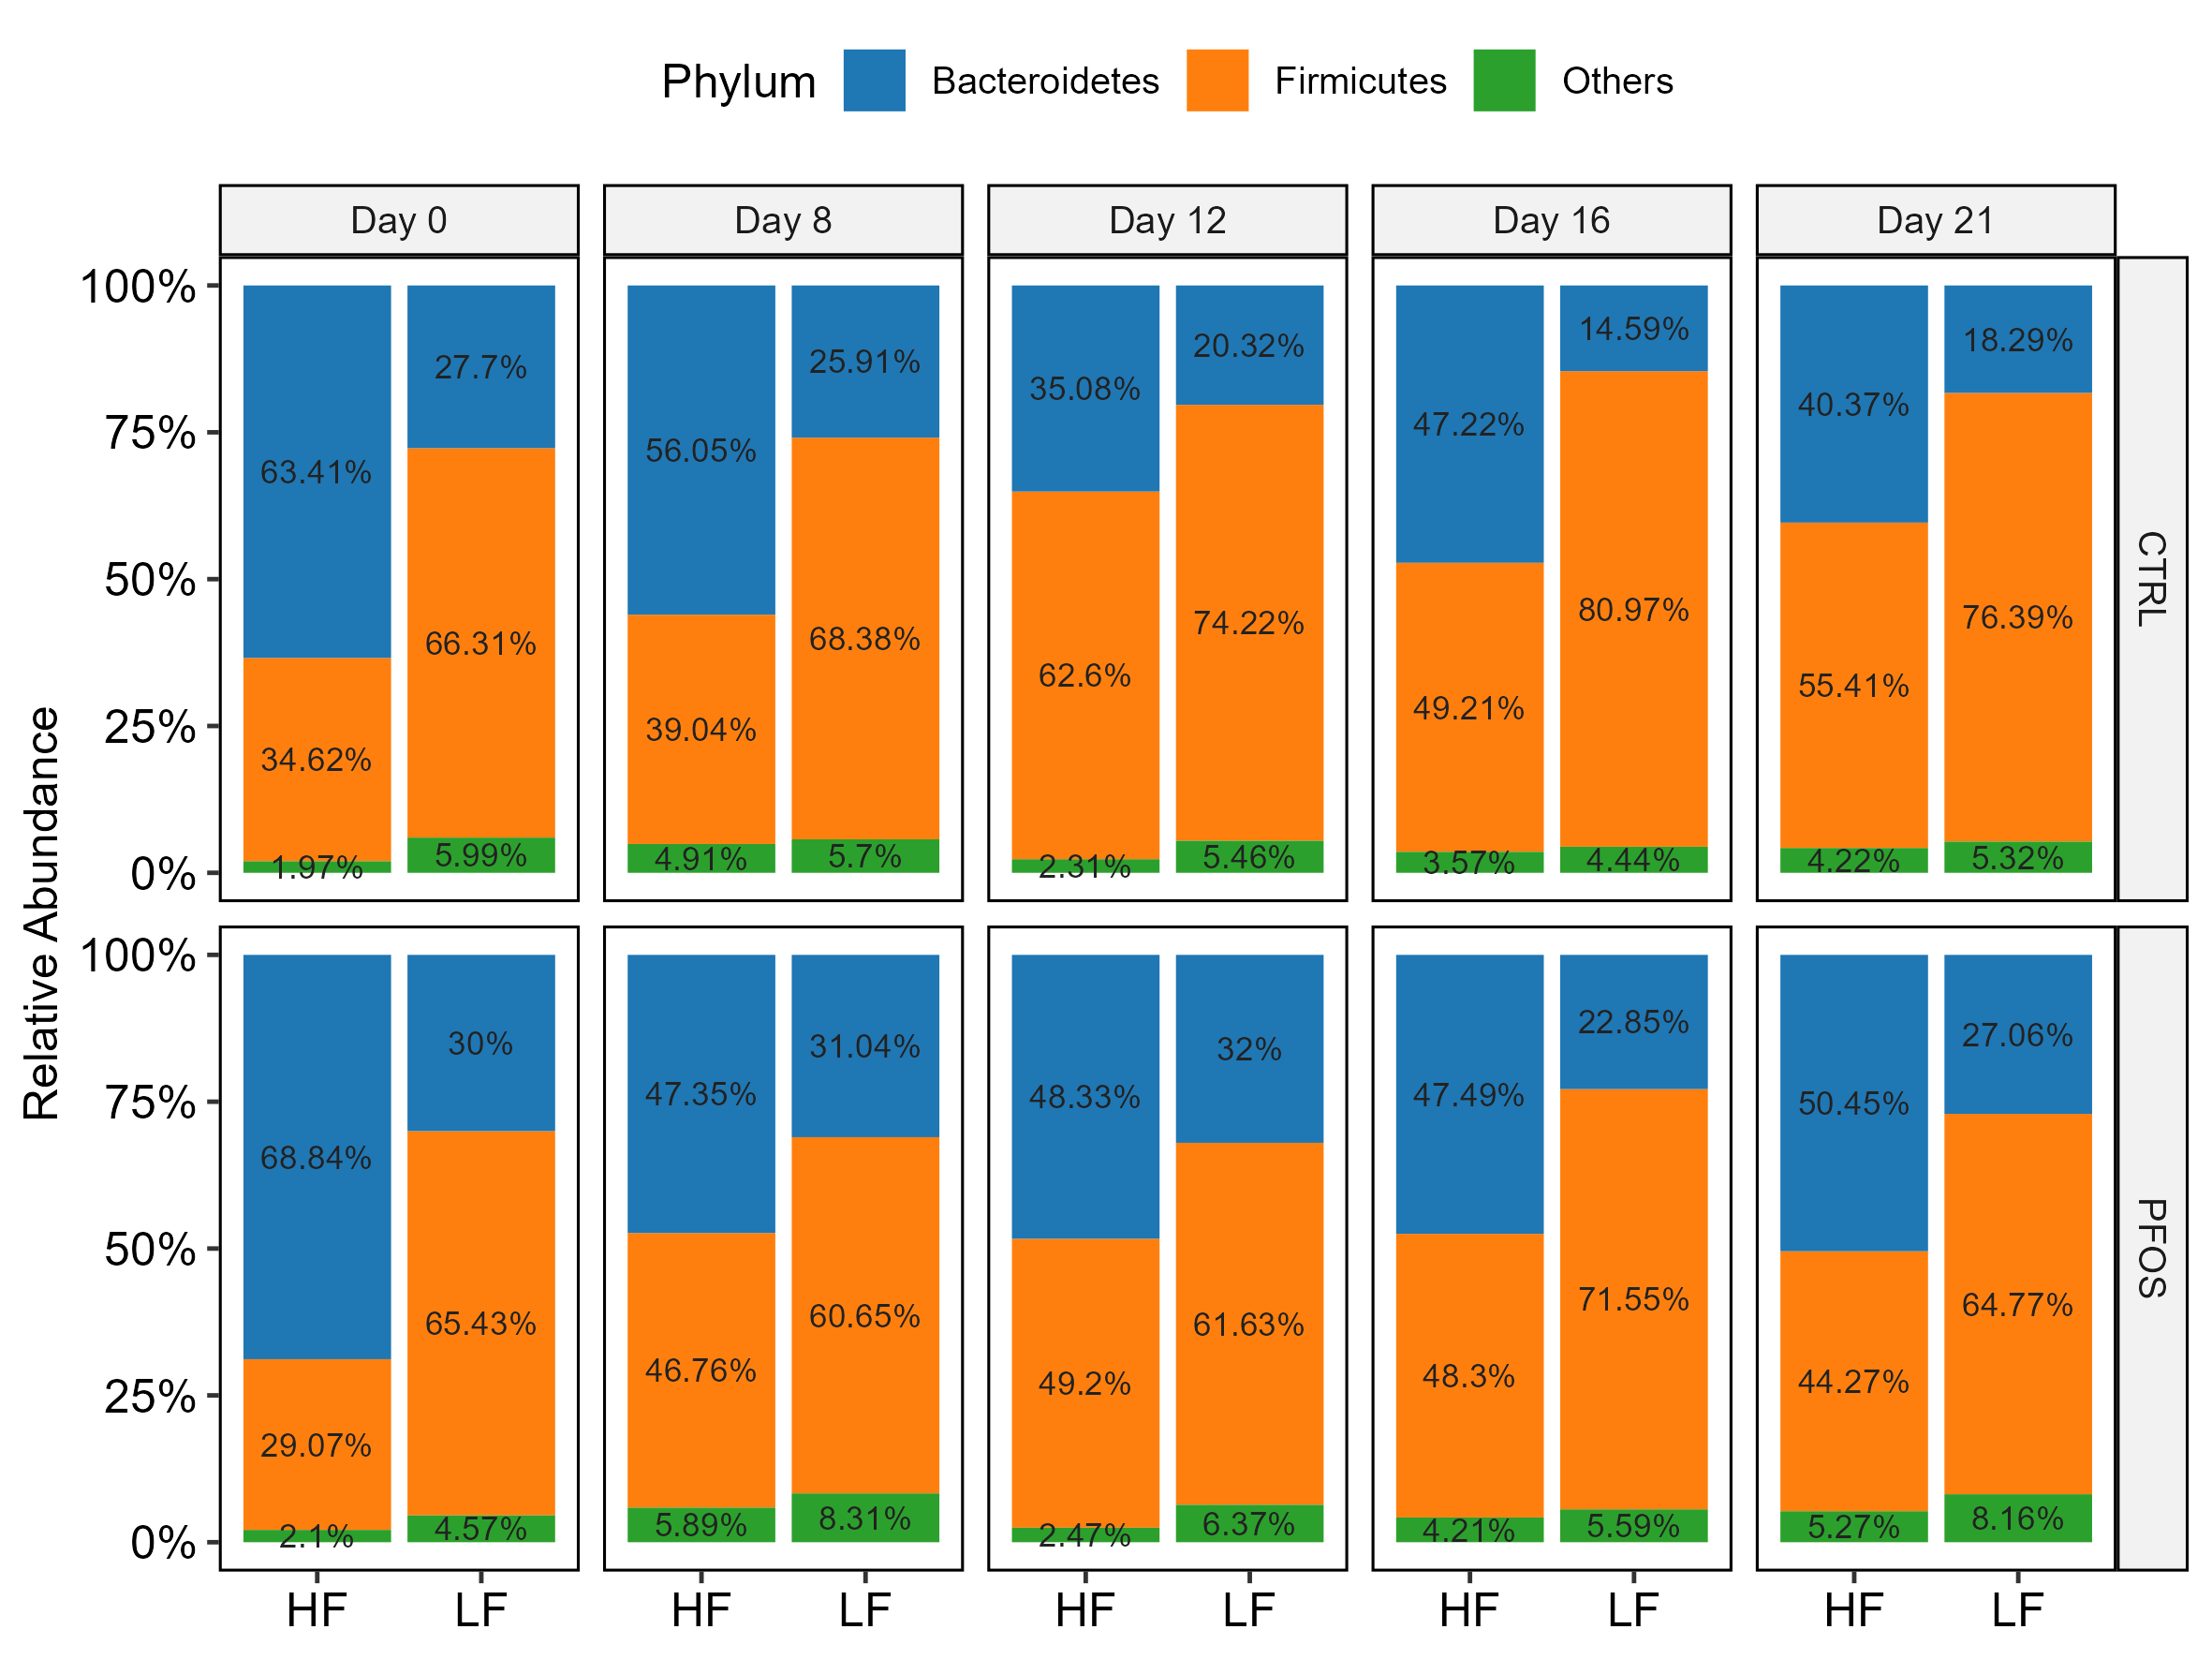 Phylum Bacteroidetes Firmicutes Others
Day 0 Day 8 Day 12 Day 16 Day 21
Relative Abundance
100%
75%
50%
25%
0%
63.41% 27.7% 56.05% 25.91% 35.08% 20.32% 47.22% 14.59% 40.37% 18.29%
34.62% 66.31% 39.04% 68.38% 62.6% 74.22% 49.21% 80.97% 55.41% 76.39%
1.97% 5.99% 4.91% 5.7% 2.31% 5.46% 3.57% 4.44% 4.22% 5.32%
CTRL
100%
75%
50%
25%
0%
68.84% 30% 47.35% 31.04% 48.33% 32% 47.49% 22.85% 50.45% 27.06%
29.07% 65.43% 46.76% 60.65% 49.2% 61.63% 48.3% 71.55% 44.27% 64.77%
2.1% 4.57% 5.89% 8.31% 2.47% 6.37% 4.21% 5.59% 5.27% 8.16%
PFOS
HF LF HF LF HF LF HF LF HF LF